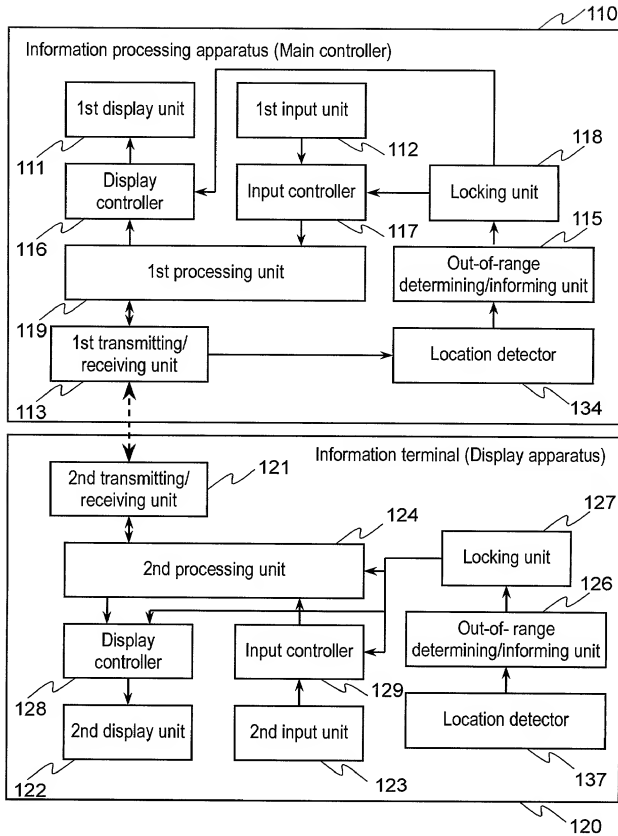 110
Information processing apparatus (Main controller)
1st display unit
1st input unit
111
112
118
Display
controller
Input controller
Locking unit
116
117
115
1st processing unit
Out-of-range
determining/informing unit
119
1st transmitting/
receiving unit
Location detector
113
134
Information terminal (Display apparatus)
2nd transmitting/
receiving unit
121
124
127
2nd processing unit
Locking unit
126
Display
controller
Input controller
Out-of- range
determining/informing unit
128
129
2nd display unit
2nd input unit
Location detector
122
123
137
120